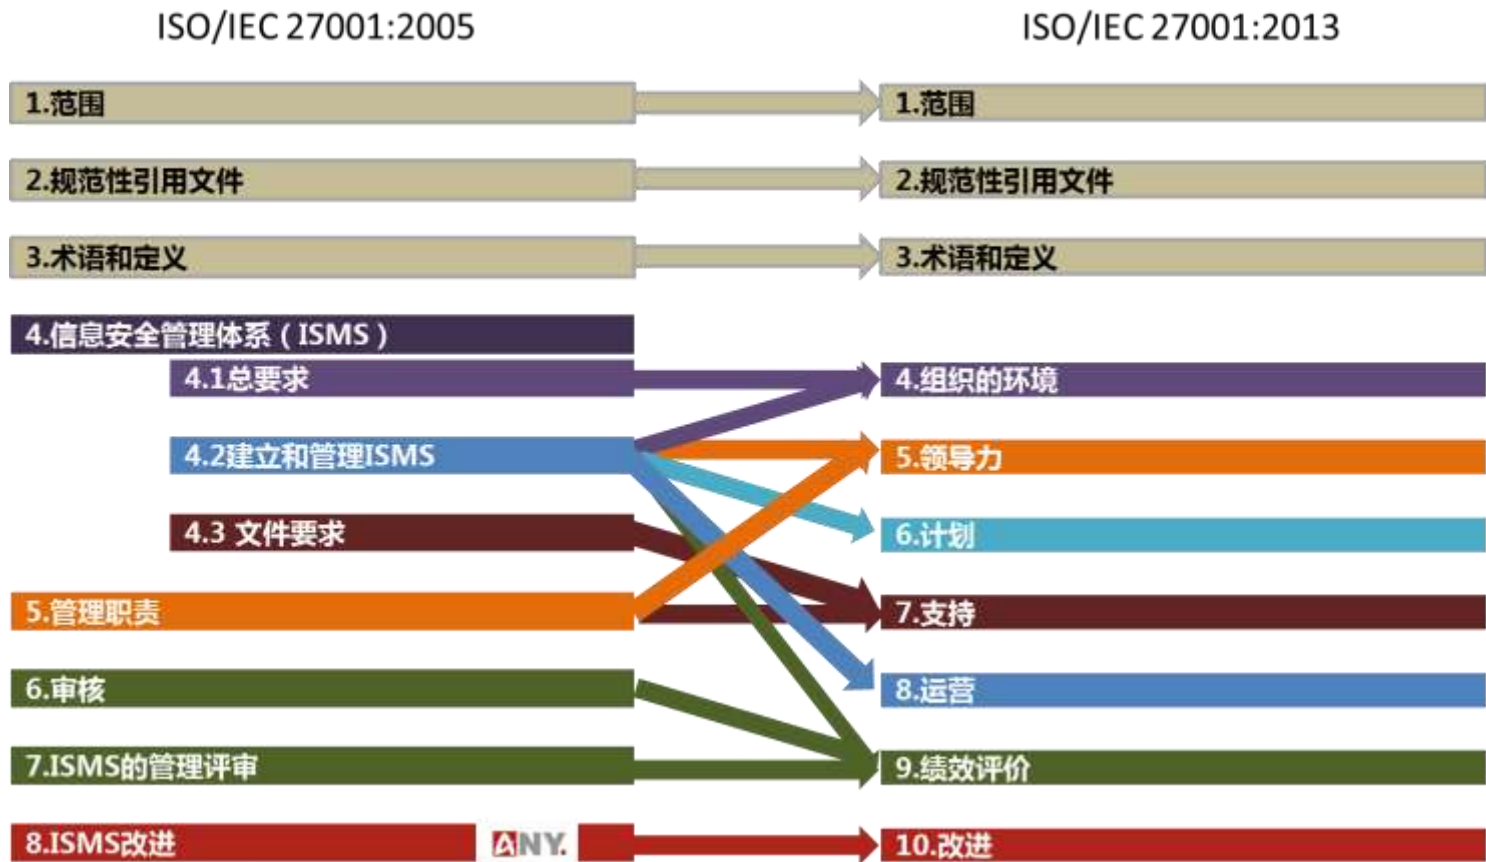 ISO/IEC 27001:2005
ISO/IEC 27001:2013
1.范围
1.范围
2.规范性引用文件
2.规范性引用文件
3.术语和定义
3.术语和定义
4.信息安全管理体系（ISMS）
4.1总要求
4.组织的环境
4.2建立和管理ISMS
5.领导力
4.3 文件要求
6.计划
5.管理职责
7.支持
6.审核
8.运营
7.ISMS的管理评审
9.绩效评价
8.ISMS改进
ANY.
10.改进